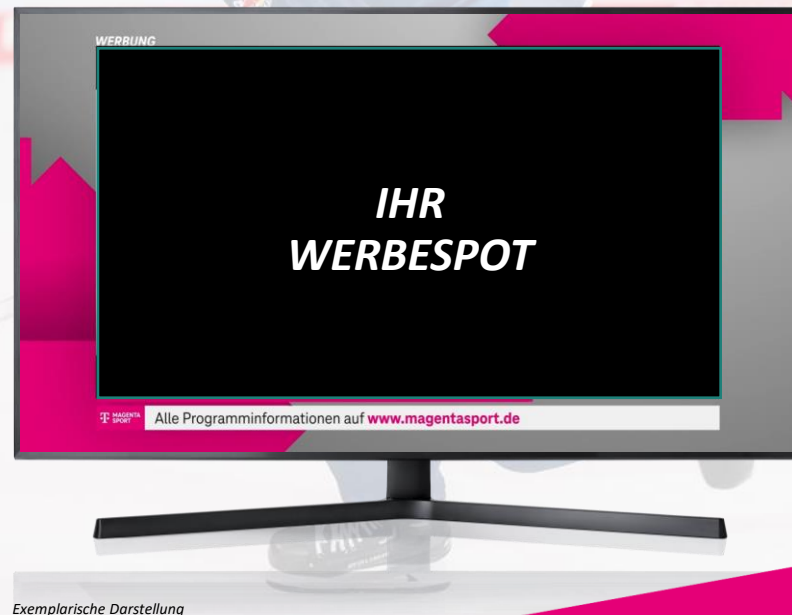 WERBUNG
IHR
WERBESPOT
T MAGENTA
SPORT
Alle Programminformationen auf www.magentasport.de
Exemplarische Darstellung